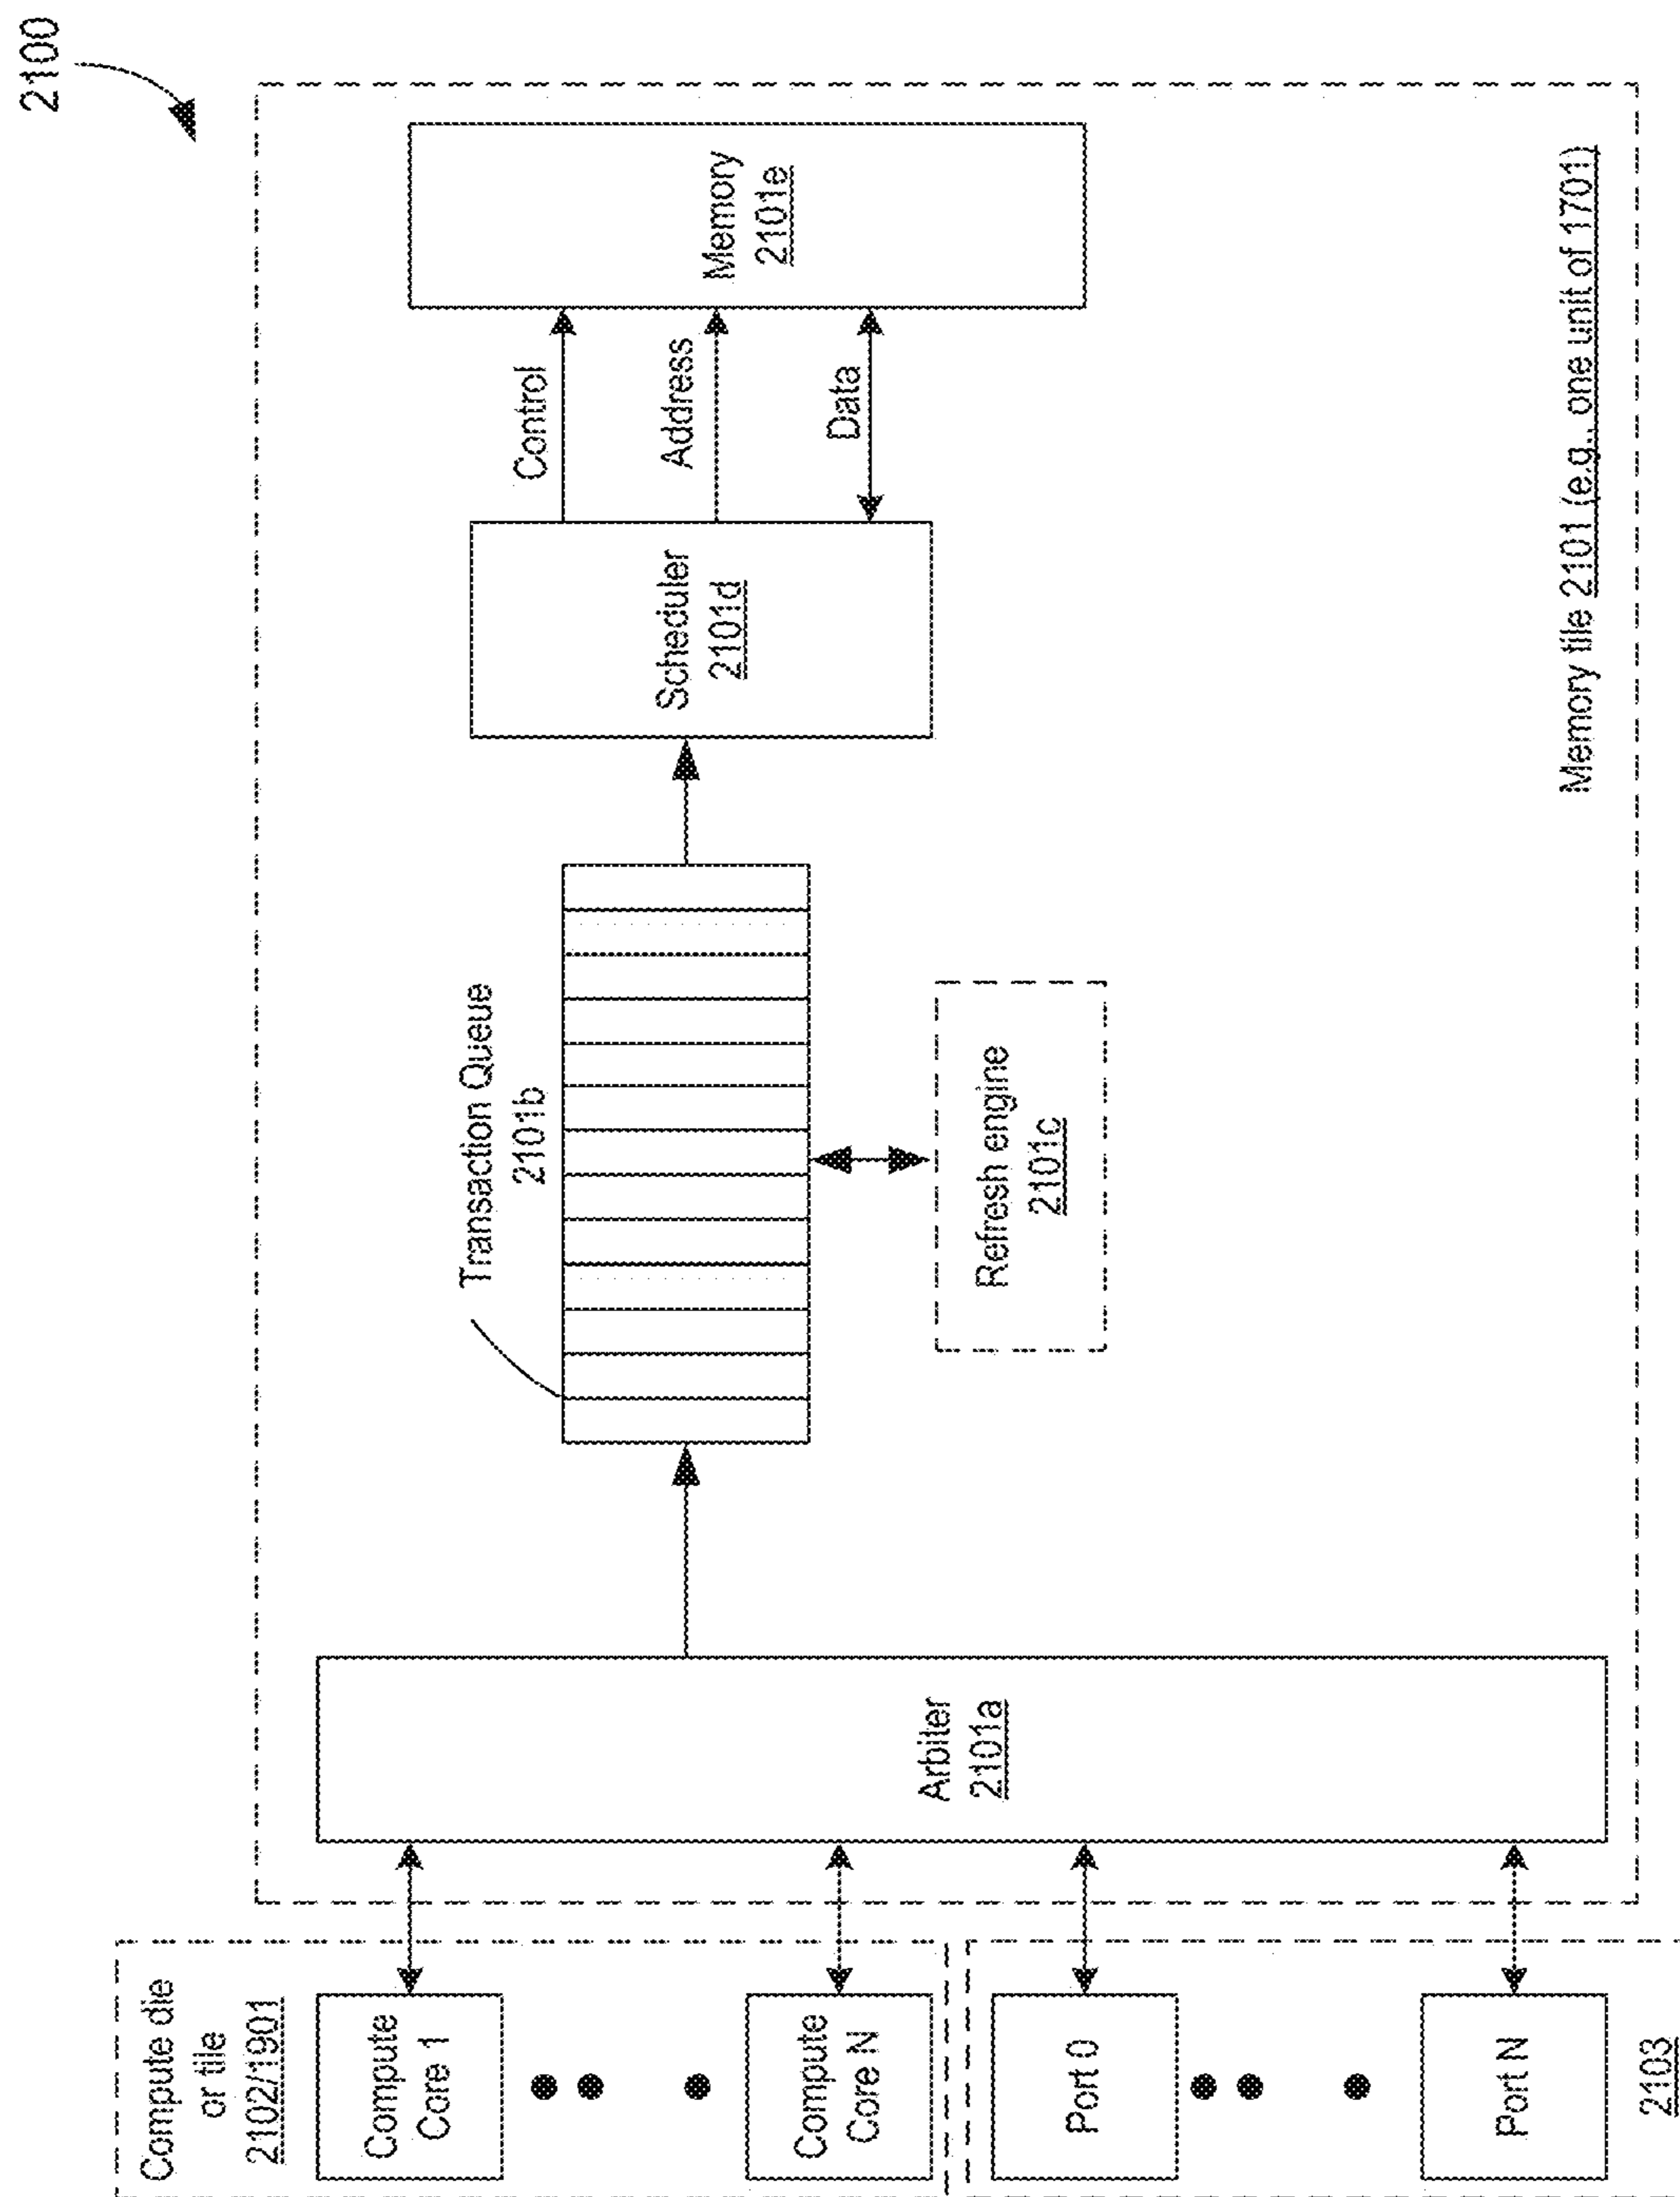 2100
Compute die
or tile
2102/1901
Compute
Core 1
Compute
Core N
Port 0
Port N
2103
Arbiter
2101a
Transaction Queue
2101b
Refresh engine
2101c
Scheduler
2101d
Control
Address
Data
Memory
2101e
Memory tile 2101 (e.g., one unit of 1701)